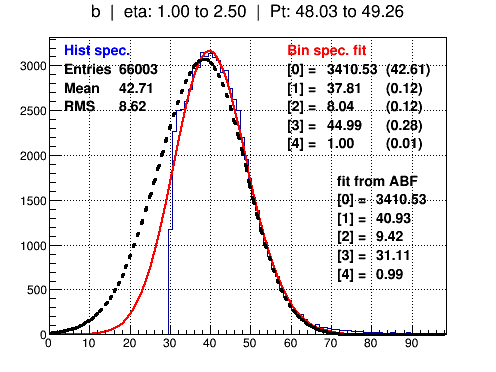 b | eta: 1.00 to 2.50 | Pt: 48.03 to 49.26
Hist spec.
Entries 66003
Mean 42.71
RMS 8.62
Bin spec. fit
[0] = 3410.53 (42.61)
[1] = 37.81 (0.12)
[2] = 8.04 (0.12)
[3] = 44.99 (0.28)
[4] = 1.00 (0.01)
fit from ABF
[0] = 3410.53
[1] = 40.93
[2] = 9.42
[3] = 31.11
[4] = 0.99
3000
2500
2000
1500
1000
500
0
0 10 20 30 40 50 60 70 80 90